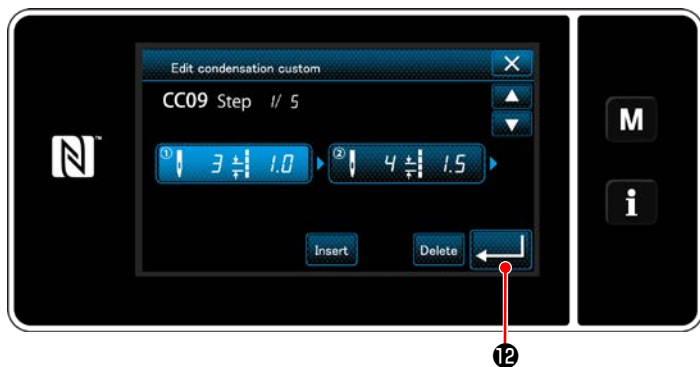 Edit condensation custom
CC09 Step 1/ 5
① 3 1.0 ② 4 1.5
M
i
Insert Delete
⓬